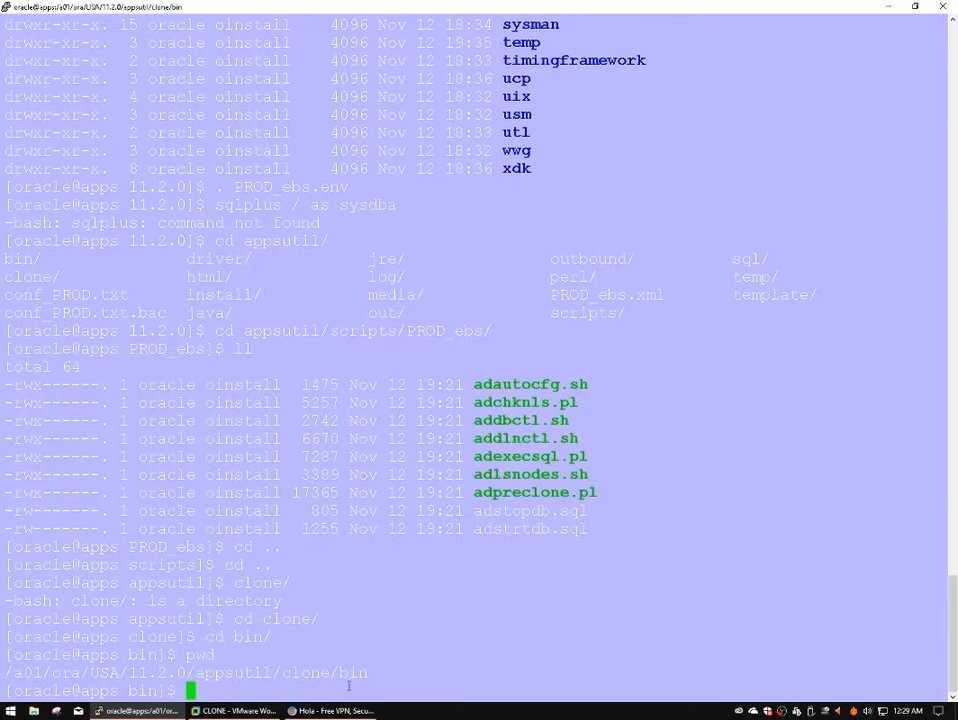 oracle@apps:/a01/ora/USA/11.2.0/appsutil/clone/bin
drwxr-xr-x. 15 oracle oinstall 4096 Nov 12 18:34 sysman
drwxr-xr-x. 3 oracle oinstall 4096 Nov 12 18:35 temp
drwxr-xr-x. 2 oracle oinstall 4096 Nov 12 18:33 timingframework
drwxr-xr-x. 3 oracle oinstall 4096 Nov 12 18:36 ucp
drwxr-xr-x. 4 oracle oinstall 4096 Nov 12 18:32 uix
drwxr-xr-x. 3 oracle oinstall 4096 Nov 12 18:32 usm
drwxr-xr-x. 2 oracle oinstall 4096 Nov 12 18:33 utl
drwxr-xr-x. 3 oracle oinstall 4096 Nov 12 18:32 wwg
drwxr-xr-x. 8 oracle oinstall 4096 Nov 12 18:36 xdk
[oracle@apps 11.2.0]$ . PROD_ebs.env
[oracle@apps 11.2.0]$ sqlplus / as sysdba
-bash: sqlplus: command not found
[oracle@apps 11.2.0]$ cd appsutil/
bin/ driver/ jre/ outbound/ sql/
clone/ html/ log/ perl/ temp/
conf_PROD.txt install/ media/ PROD_ebs.xml template/
conf_PROD.txt.bac java/ out/ scripts/
[oracle@apps 11.2.0]$ cd appsutil/scripts/PROD_ebs/
[oracle@apps PROD_ebs]$ ll
total 64
-rwx------. 1 oracle oinstall 1475 Nov 12 19:21 adautocfg.sh
-rwx------. 1 oracle oinstall 5257 Nov 12 19:21 adchknls.pl
-rwx------. 1 oracle oinstall 2742 Nov 12 19:21 addbctl.sh
-rwx------. 1 oracle oinstall 6670 Nov 12 19:21 addlnctl.sh
-rwx------. 1 oracle oinstall 7287 Nov 12 19:21 adexecsql.pl
-rwx------. 1 oracle oinstall 3389 Nov 12 19:21 adlsnodes.sh
-rwx------. 1 oracle oinstall 17365 Nov 12 19:21 adpreclone.pl
-rw-------. 1 oracle oinstall 805 Nov 12 19:21 adstopdb.sql
-rw-------. 1 oracle oinstall 1255 Nov 12 19:21 adstrtdb.sql
[oracle@apps PROD_ebs]$ cd ..
[oracle@apps scripts]$ cd ..
[oracle@apps appsutil]$ clone/
-bash: clone/: is a directory
[oracle@apps appsutil]$ cd clone/
[oracle@apps clone]$ cd bin/
[oracle@apps bin]$ pwd
/a01/ora/USA/11.2.0/appsutil/clone/bin
[oracle@apps bin]$
oracle@apps:/a01/or... CLONE - VMware Wo... Hola - Free VPN, Secu... 12:29 AM